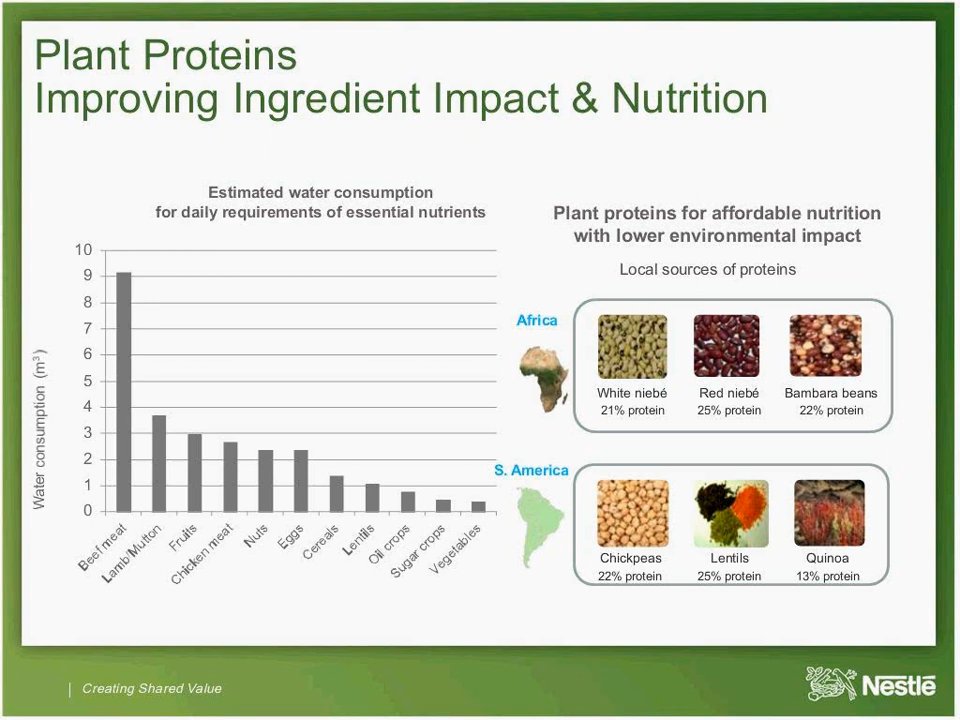 Plant Proteins
Improving Ingredient Impact & Nutrition
Estimated water consumption
for daily requirements of essential nutrients
Water consumption (m³)
10
9
8
7
6
5
4
3
2
1
0
Beef meat
Lamb/Mutton
Fruits
Chicken meat
Nuts
Eggs
Cereals
Lentils
Oil crops
Sugar crops
Vegetables
Plant proteins for affordable nutrition
with lower environmental impact
Local sources of proteins
Africa
White niebé
21% protein
Red niebé
25% protein
Bambara beans
22% protein
S. America
Chickpeas
22% protein
Lentils
25% protein
Quinoa
13% protein
| Creating Shared Value
Nestlé